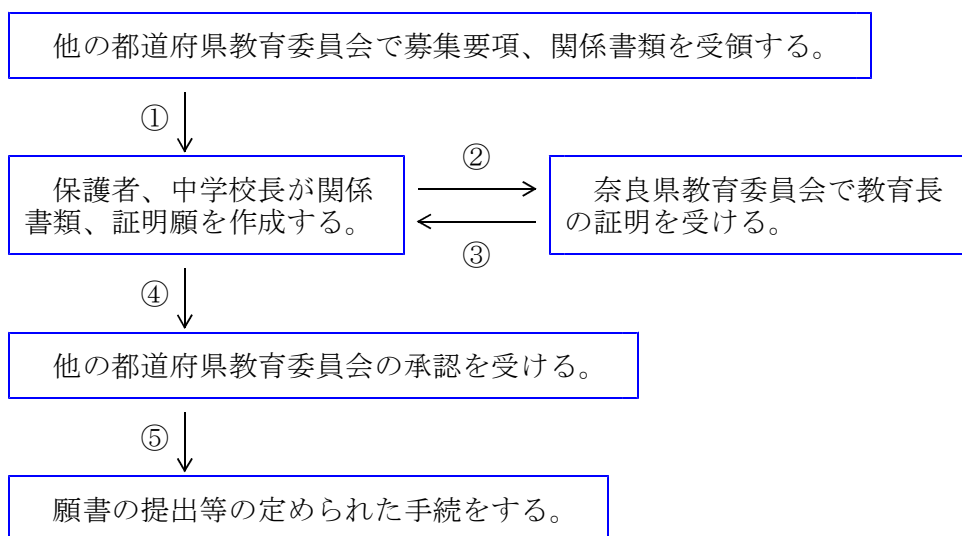 他の都道府県教育委員会で募集要項、関係書類を受領する。
①
保護者、中学校長が関係
書類、証明願を作成する。
②
③
奈良県教育委員会で教育長
の証明を受ける。
④
他の都道府県教育委員会の承認を受ける。
⑤
願書の提出等の定められた手続をする。